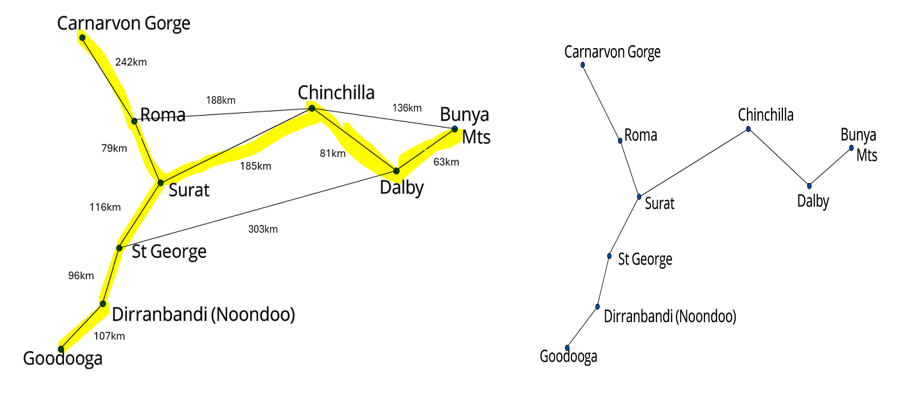 Carnarvon Gorge
242km
Roma
188km
Chinchilla
136km
Bunya
Mts
79km
185km
81km
63km
Surat
Dalby
116km
303km
St George
96km
Dirranbandi (Noondoo)
107km
Goodooga
Carnarvon Gorge
Roma
Chinchilla
Bunya
Mts
Surat
Dalby
St George
Dirranbandi (Noondoo)
Goodooga